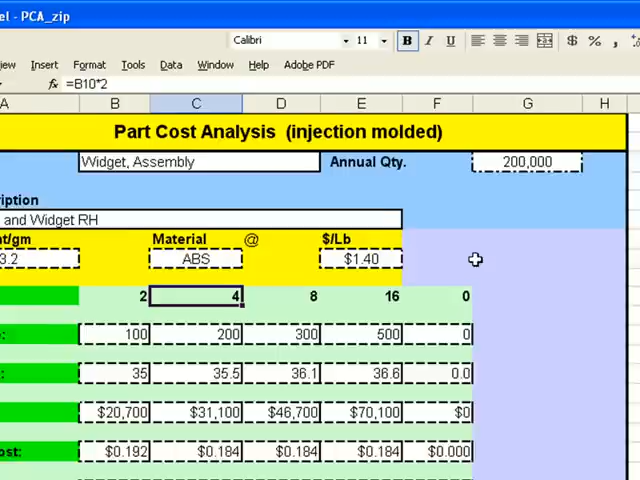 el - PCA_zip
Calibri 11 B I U $ % ,
iew Insert Format Tools Data Window Help Adobe PDF
fx =B10*2
A B C D E F G H
Part Cost Analysis (injection molded)
Widget, Assembly Annual Qty. 200,000
ription
and Widget RH
nt/gm Material @ $/Lb
3.2 ABS $1.40
2 4 8 16 0
: 100 200 300 500 0
: 35 35.5 36.1 36.6 0.0
$20,700 $31,100 $46,700 $70,100 $0
ost: $0.192 $0.184 $0.184 $0.184 $0.000